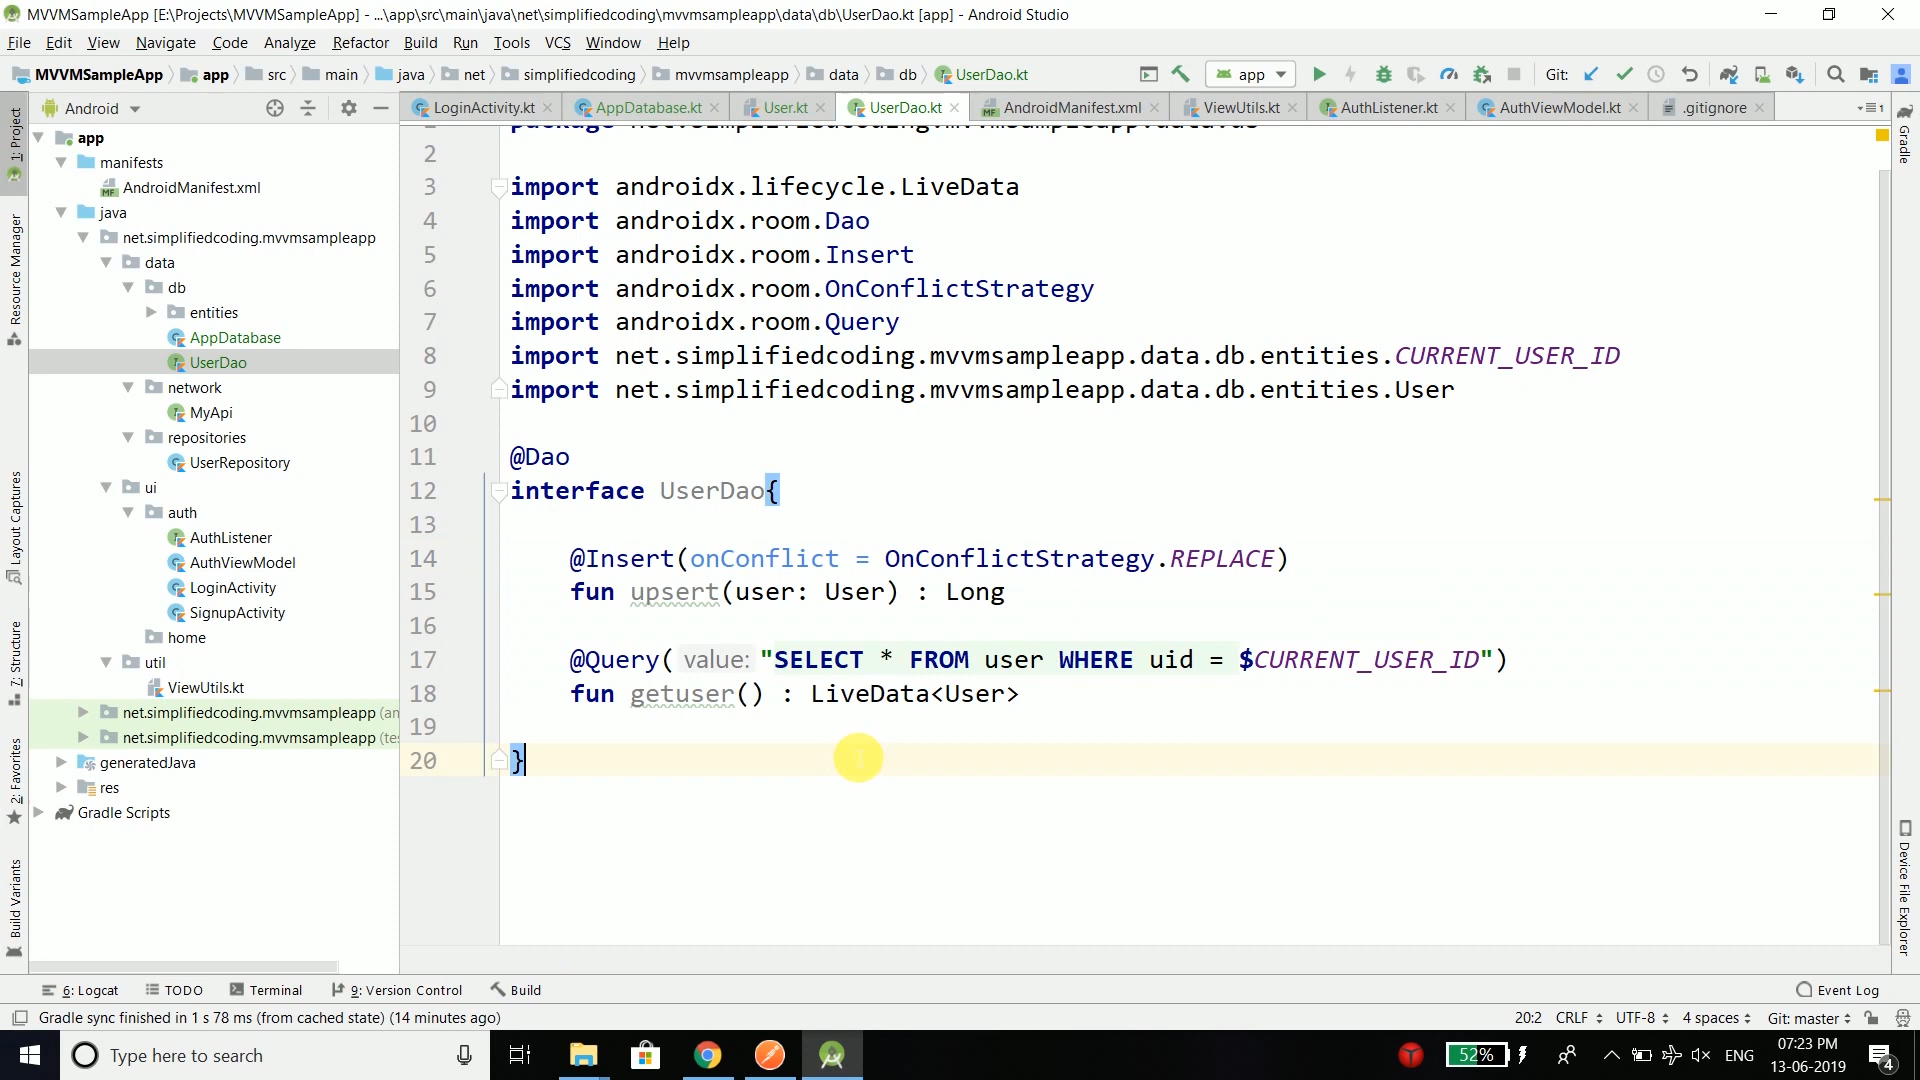 MVVMSampleApp [E:\Projects\MVVMSampleApp] - ...\app\src\main\java\net\simplifiedcoding\mvvmsampleapp\data\db\UserDao.kt [app] - Android Studio
File Edit View Navigate Code Analyze Refactor Build Run Tools VCS Window Help
MVVMSampleApp app src main java net simplifiedcoding mvvmsampleapp data db UserDao.kt app Git:
Android LoginActivity.kt AppDatabase.kt User.kt UserDao.kt AndroidManifest.xml ViewUtils.kt AuthListener.kt AuthViewModel.kt .gitignore
1: Project
Resource Manager
Layout Captures
7: Structure
2: Favorites
Build Variants
app
manifests
AndroidManifest.xml
java
net.simplifiedcoding.mvvmsampleapp
data
db
entities
AppDatabase
UserDao
network
MyApi
repositories
UserRepository
ui
auth
AuthListener
AuthViewModel
LoginActivity
SignupActivity
home
util
ViewUtils.kt
net.simplifiedcoding.mvvmsampleapp (an
net.simplifiedcoding.mvvmsampleapp (te
generatedJava
res
Gradle Scripts
package net.simplifiedcoding.mvvmsampleapp.data.db
2
3 import androidx.lifecycle.LiveData
4 import androidx.room.Dao
5 import androidx.room.Insert
6 import androidx.room.OnConflictStrategy
7 import androidx.room.Query
8 import net.simplifiedcoding.mvvmsampleapp.data.db.entities.CURRENT_USER_ID
9 import net.simplifiedcoding.mvvmsampleapp.data.db.entities.User
10
11 @Dao
12 interface UserDao{
13
14 @Insert(onConflict = OnConflictStrategy.REPLACE)
15 fun upsert(user: User) : Long
16
17 @Query( value: "SELECT * FROM user WHERE uid = $CURRENT_USER_ID")
18 fun getuser() : LiveData<User>
19
20 }
Gradle
Device File Explorer
6: Logcat TODO Terminal 9: Version Control Build Event Log
Gradle sync finished in 1 s 78 ms (from cached state) (14 minutes ago) 20:2 CRLF UTF-8 4 spaces Git: master
Type here to search 52% ENG 07:23 PM
13-06-2019 4